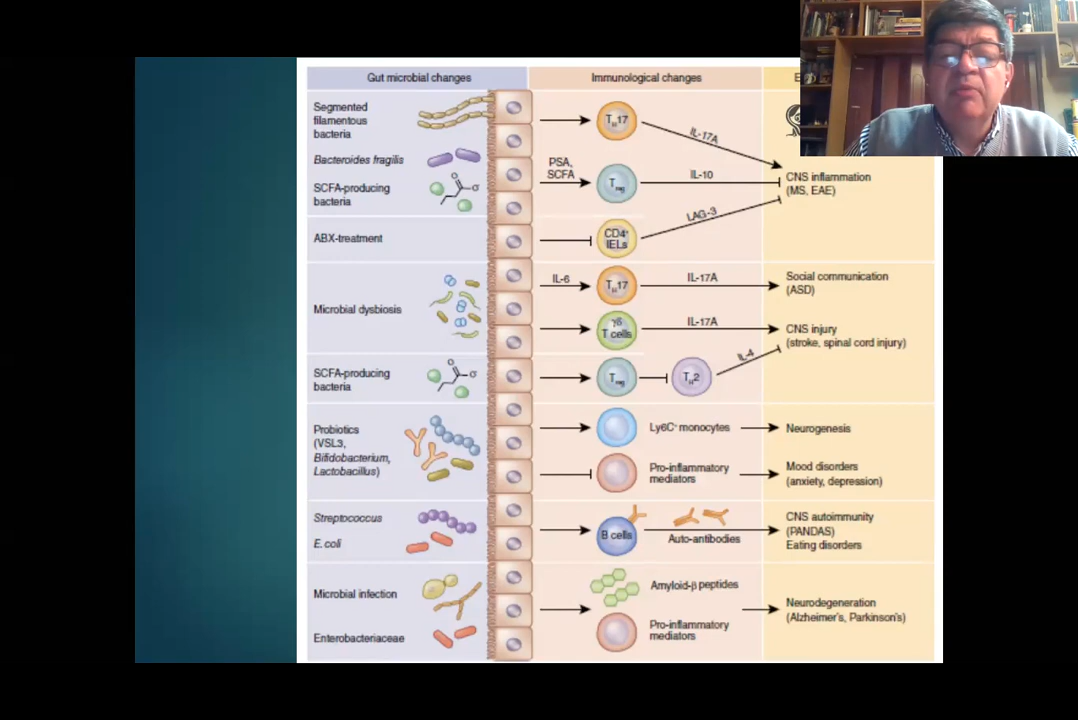 Gut microbial changes
Immunological changes
Segmented
filamentous
bacteria
TH17
IL-17A
Bacteroides fragilis
PSA,
SCFA
SCFA-producing
bacteria
Treg
IL-10
CNS inflammation
(MS, EAE)
LAG-3
ABX-treatment
CD4+
IELs
Microbial dysbiosis
IL-6
TH17
IL-17A
Social communication
(ASD)
γδ
T cells
IL-17A
CNS injury
(stroke, spinal cord injury)
SCFA-producing
bacteria
Treg
TH2
IL-4
Probiotics
(VSL3,
Bifidobacterium,
Lactobacillus)
Ly6C+ monocytes
Neurogenesis
Pro-inflammatory
mediators
Mood disorders
(anxiety, depression)
Streptococcus
E.coli
B cells
Auto-antibodies
CNS autoimmunity
(PANDAS)
Eating disorders
Microbial infection
Enterobacteriaceae
Amyloid-β peptides
Pro-inflammatory
mediators
Neurodegeneration
(Alzheimer's, Parkinson's)